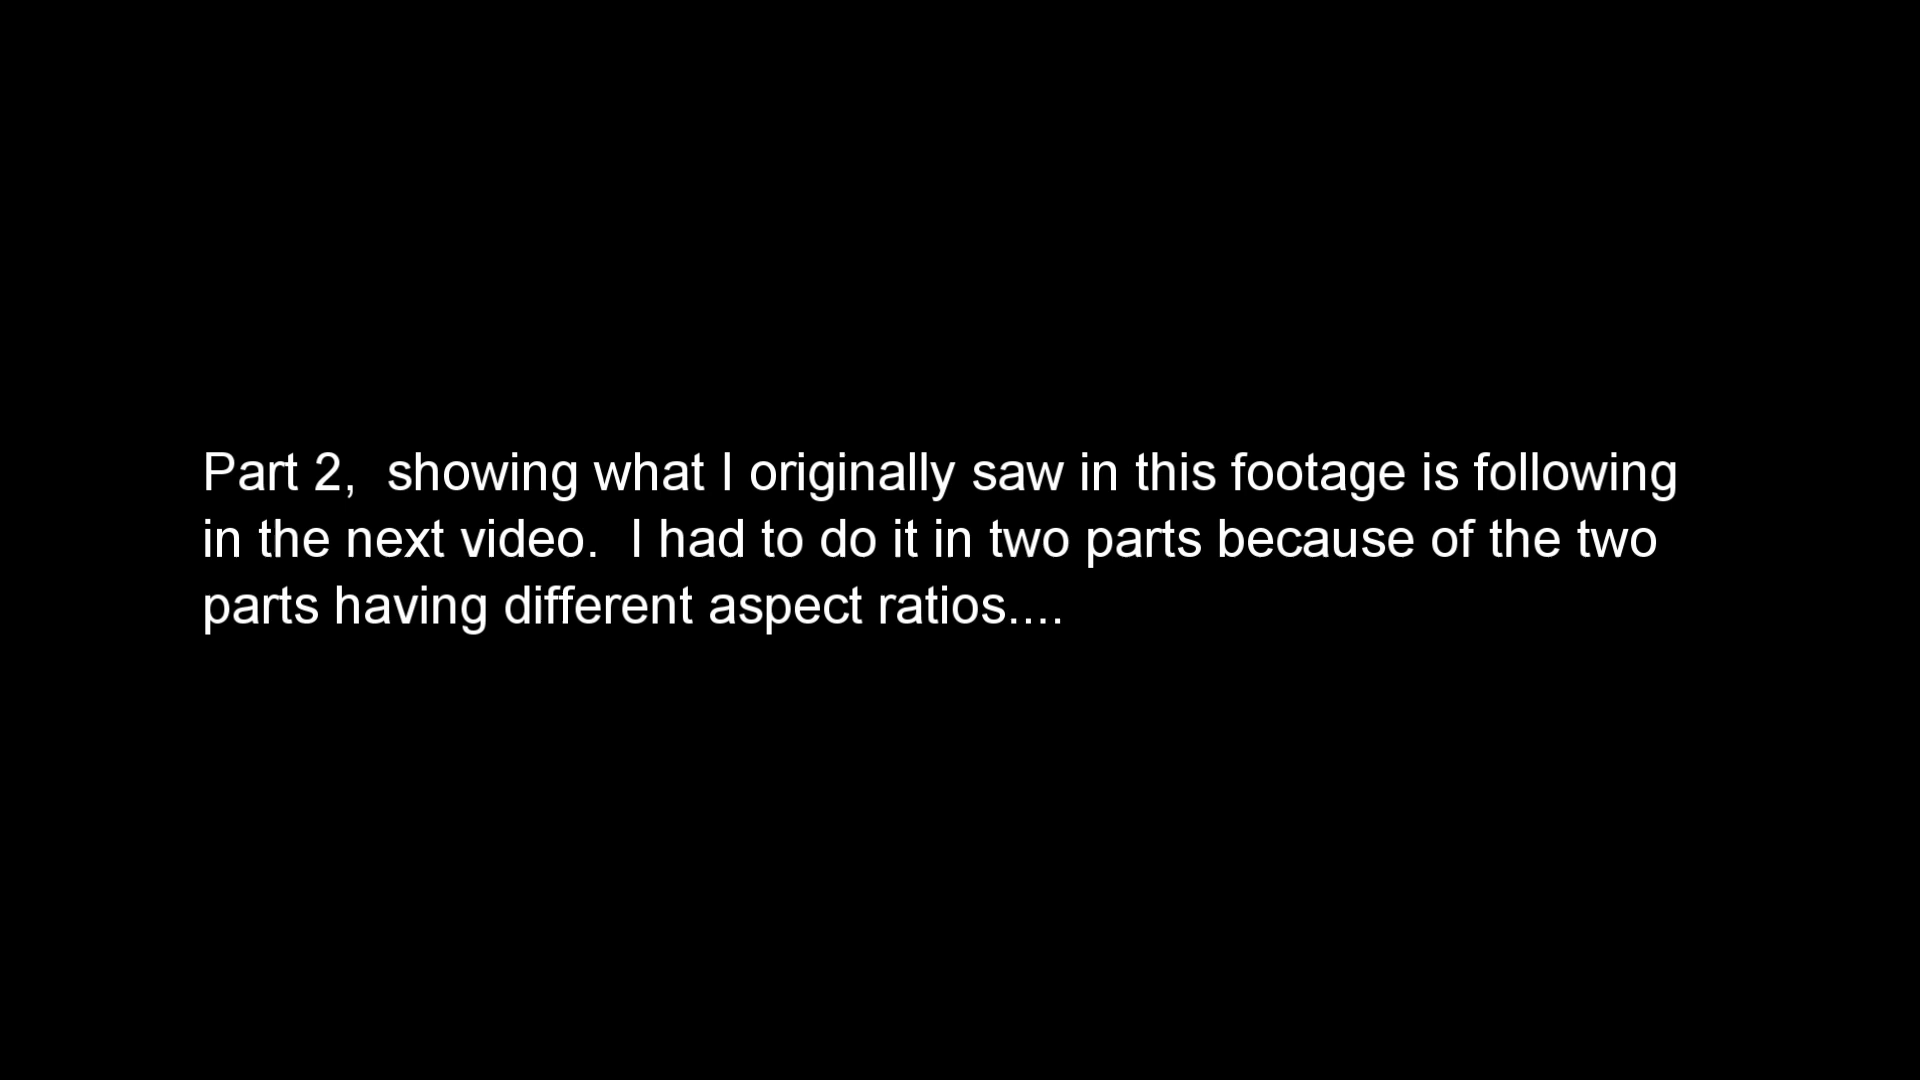 Part 2,  showing what I originally saw in this footage is following
in the next video.  I had to do it in two parts because of the two
parts having different aspect ratios....